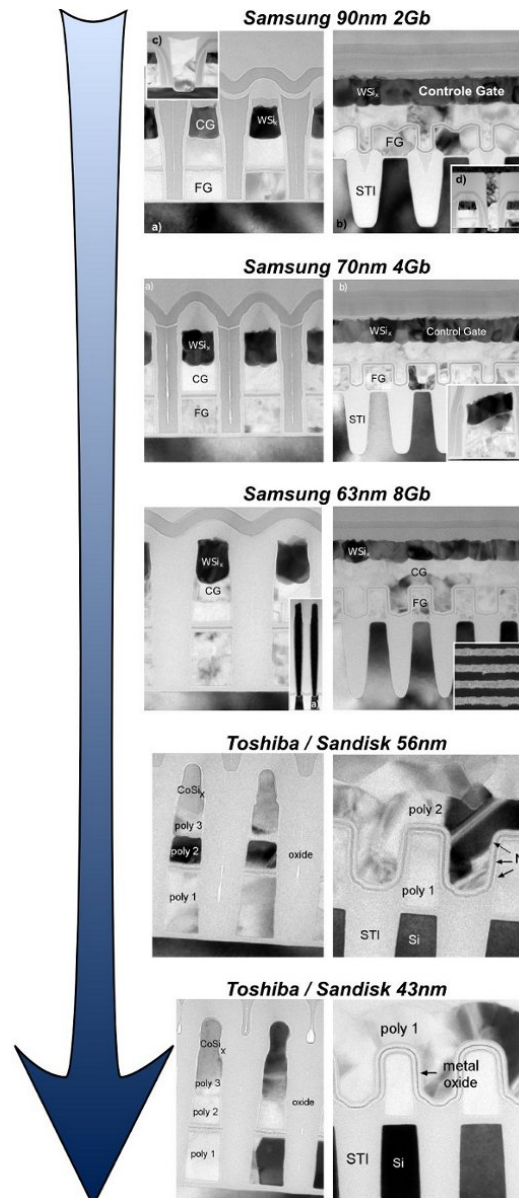 Samsung 90nm 2Gb
c)
CG
WSiₓ
FG
a)
WSiₓ
Controle Gate
FG
STI
d)
b)
Samsung 70nm 4Gb
a)
WSiₓ
CG
FG
b)
WSiₓ
Control Gate
FG
STI
Samsung 63nm 8Gb
WSiₓ
CG
a)
WSiₓ
CG
FG
Toshiba / Sandisk 56nm
CoSiₓ
poly 3
poly 2
oxide
poly 1
poly 2
poly 1
STI
Si
Toshiba / Sandisk 43nm
CoSiₓ
poly 3
oxide
poly 2
poly 1
poly 1
metal
oxide
STI
Si